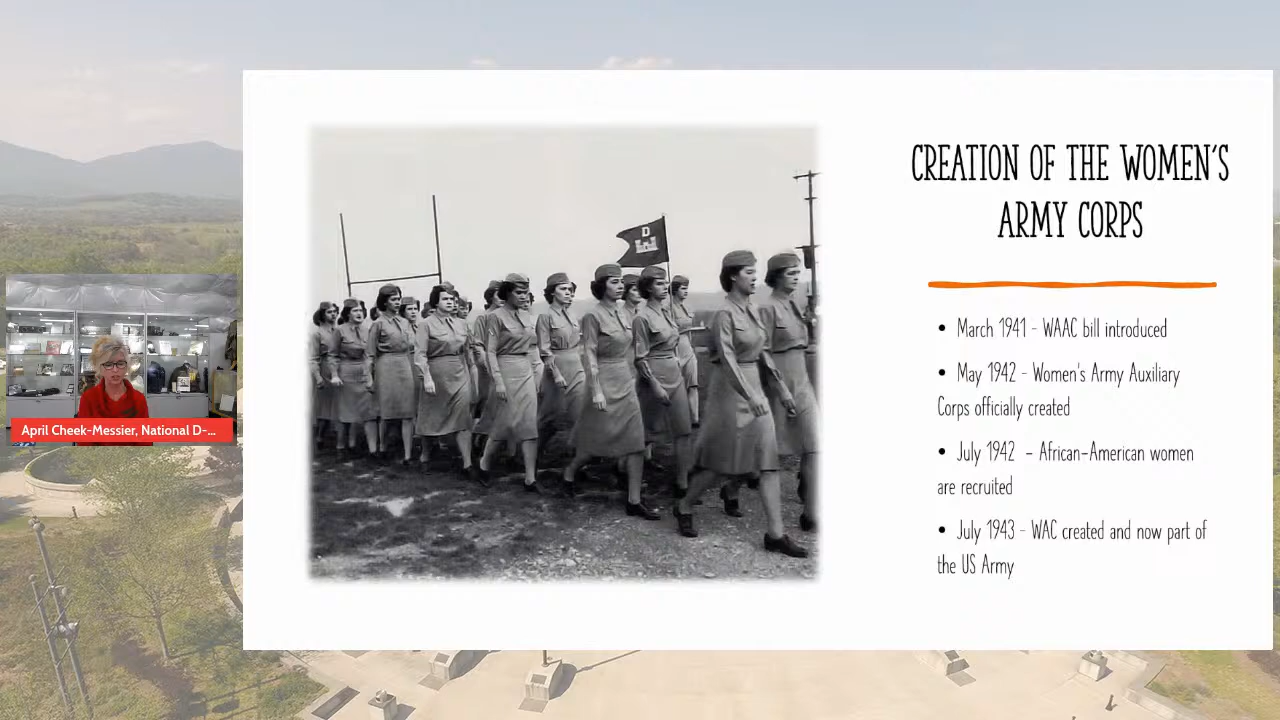 CREATION OF THE WOMEN'S
ARMY CORPS
• March 1941 - WAAC bill introduced
• May 1942 - Women's Army Auxiliary
Corps officially created
• July 1942 - African-American women
are recruited
• July 1943 - WAC created and now part of
the US Army
D
April Cheek-Messier, National D-...